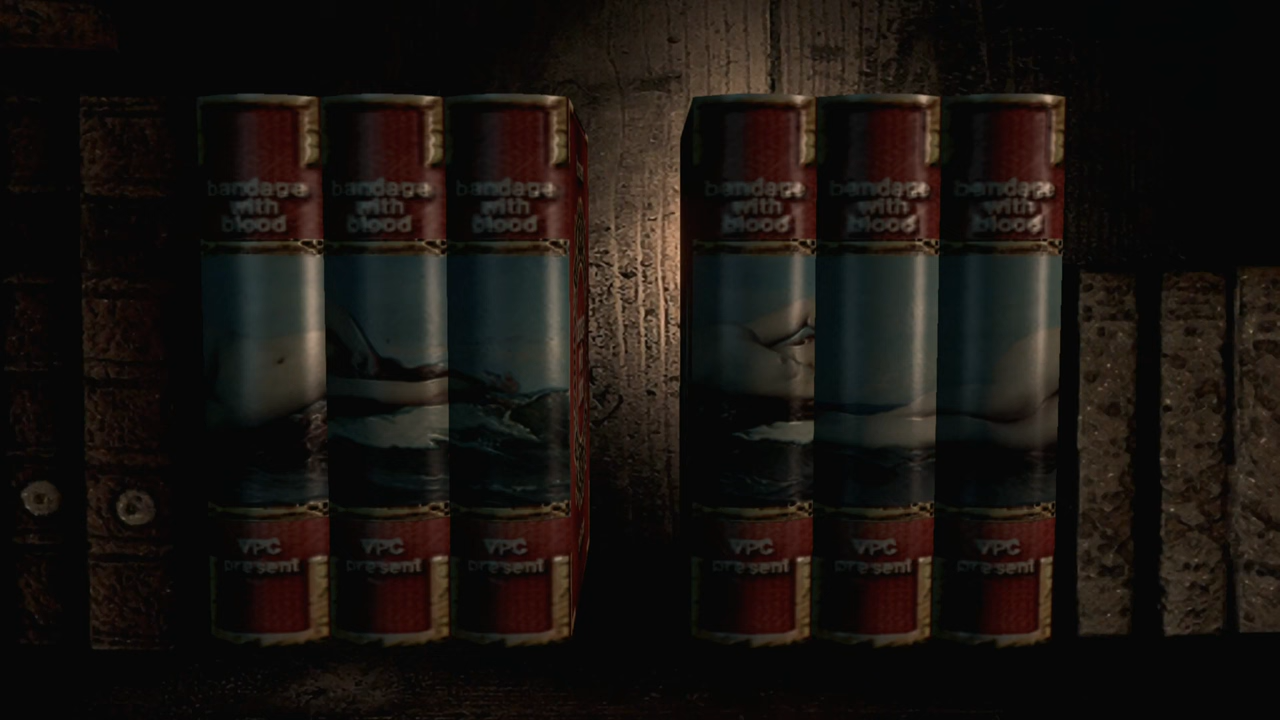 bandage
with
blood
bandage
with
blood
bandage
with
blood
bandage
with
blood
bandage
with
blood
bandage
with
blood
VPC
present
VPC
present
VPC
present
VPC
present
VPC
present
VPC
present